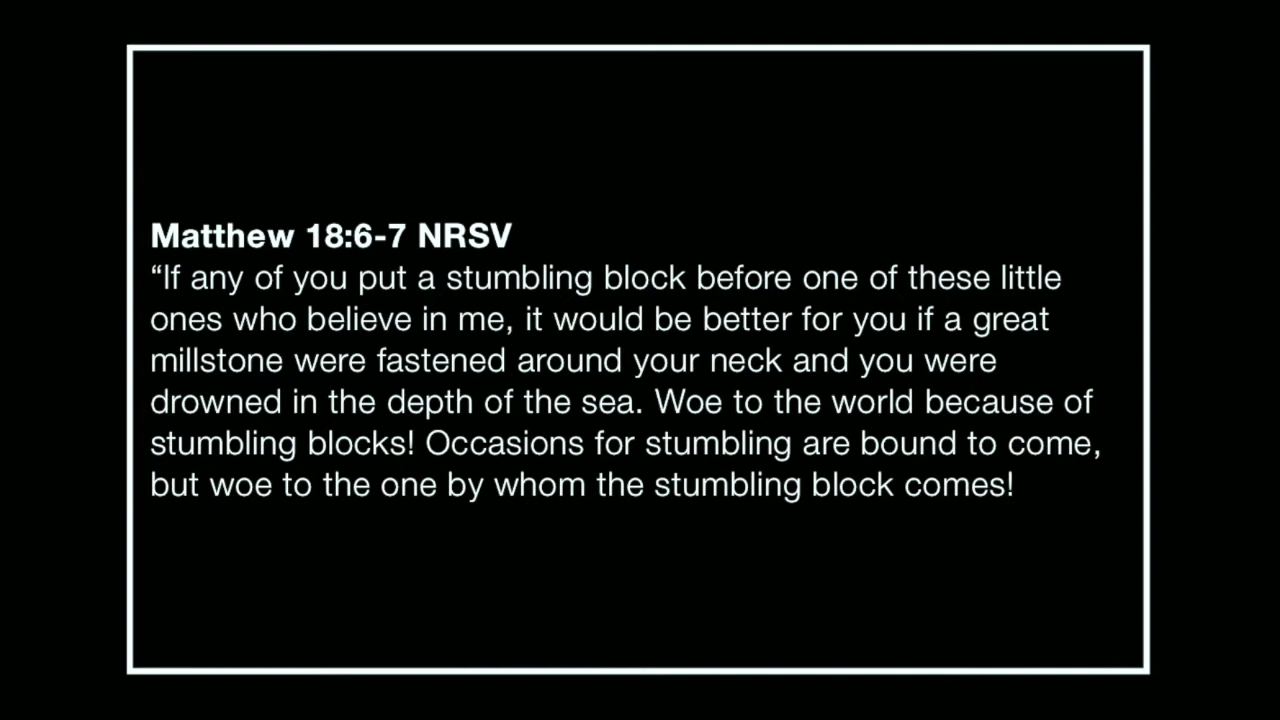 Matthew 18:6-7 NRSV
“If any of you put a stumbling block before one of these little
ones who believe in me, it would be better for you if a great
millstone were fastened around your neck and you were
drowned in the depth of the sea. Woe to the world because of
stumbling blocks! Occasions for stumbling are bound to come,
but woe to the one by whom the stumbling block comes!